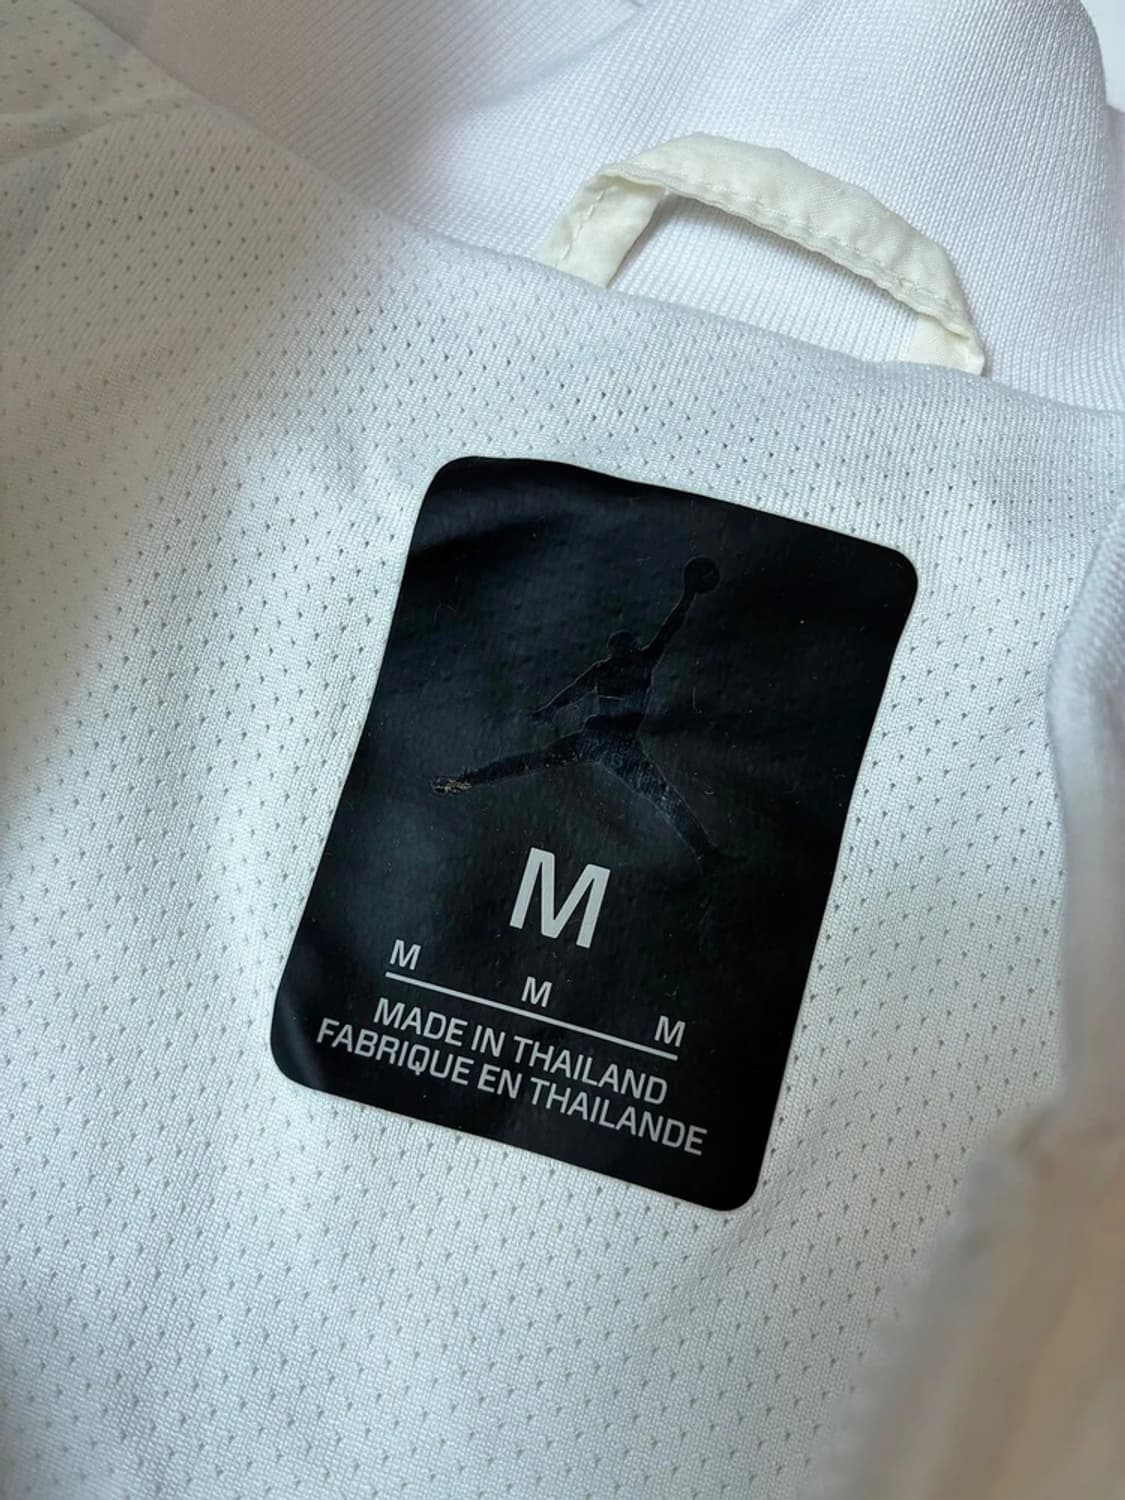 M
M M M
MADE IN THAILAND
FABRIQUE EN THAILANDE